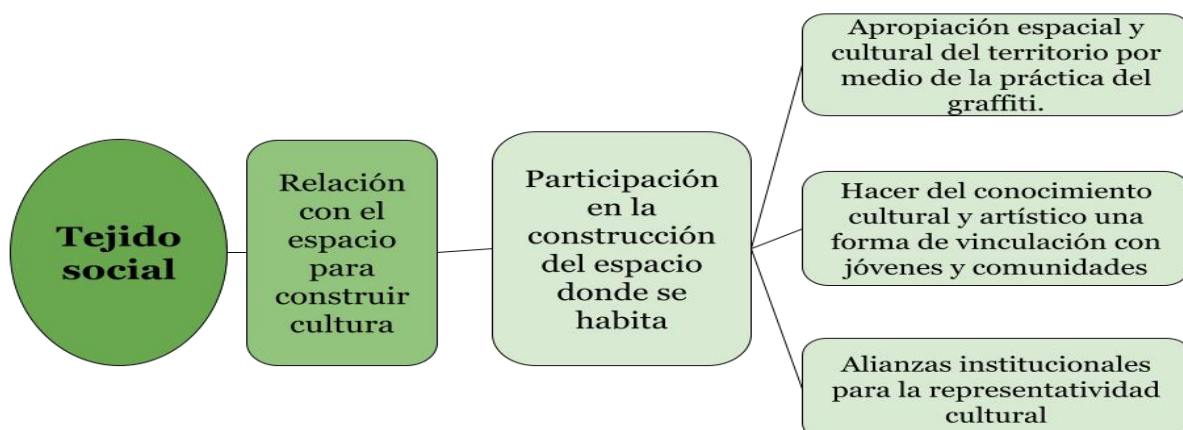 Tejido
social
Relación
con el
espacio
para
construir
cultura
Participación
en la
construcción
del espacio
donde se
habita
Apropiación espacial y
cultural del territorio por
medio de la práctica del
graffiti.
Hacer del conocimiento
cultural y artístico una
forma de vinculación con
jóvenes y comunidades
Alianzas institucionales
para la representatividad
cultural